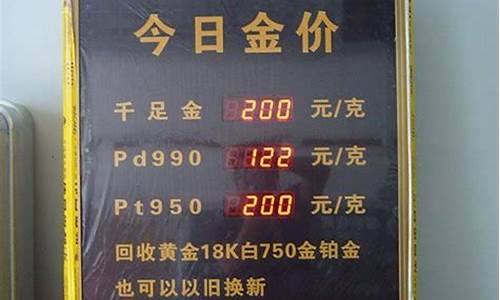 今日金价
千足金 200 元/克
Pd990 122 元/克
Pt950 200 元/克
回收黄金18K白750金铂金
也可以以旧换新